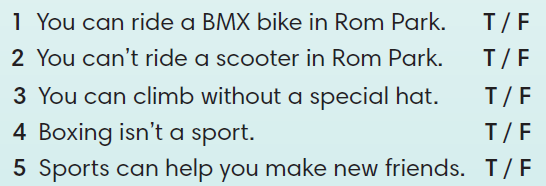 1 You can ride a BMX bike in Rom Park. T / F
2 You can't ride a scooter in Rom Park. T / F
3 You can climb without a special hat. T / F
4 Boxing isn't a sport. T / F
5 Sports can help you make new friends. T / F